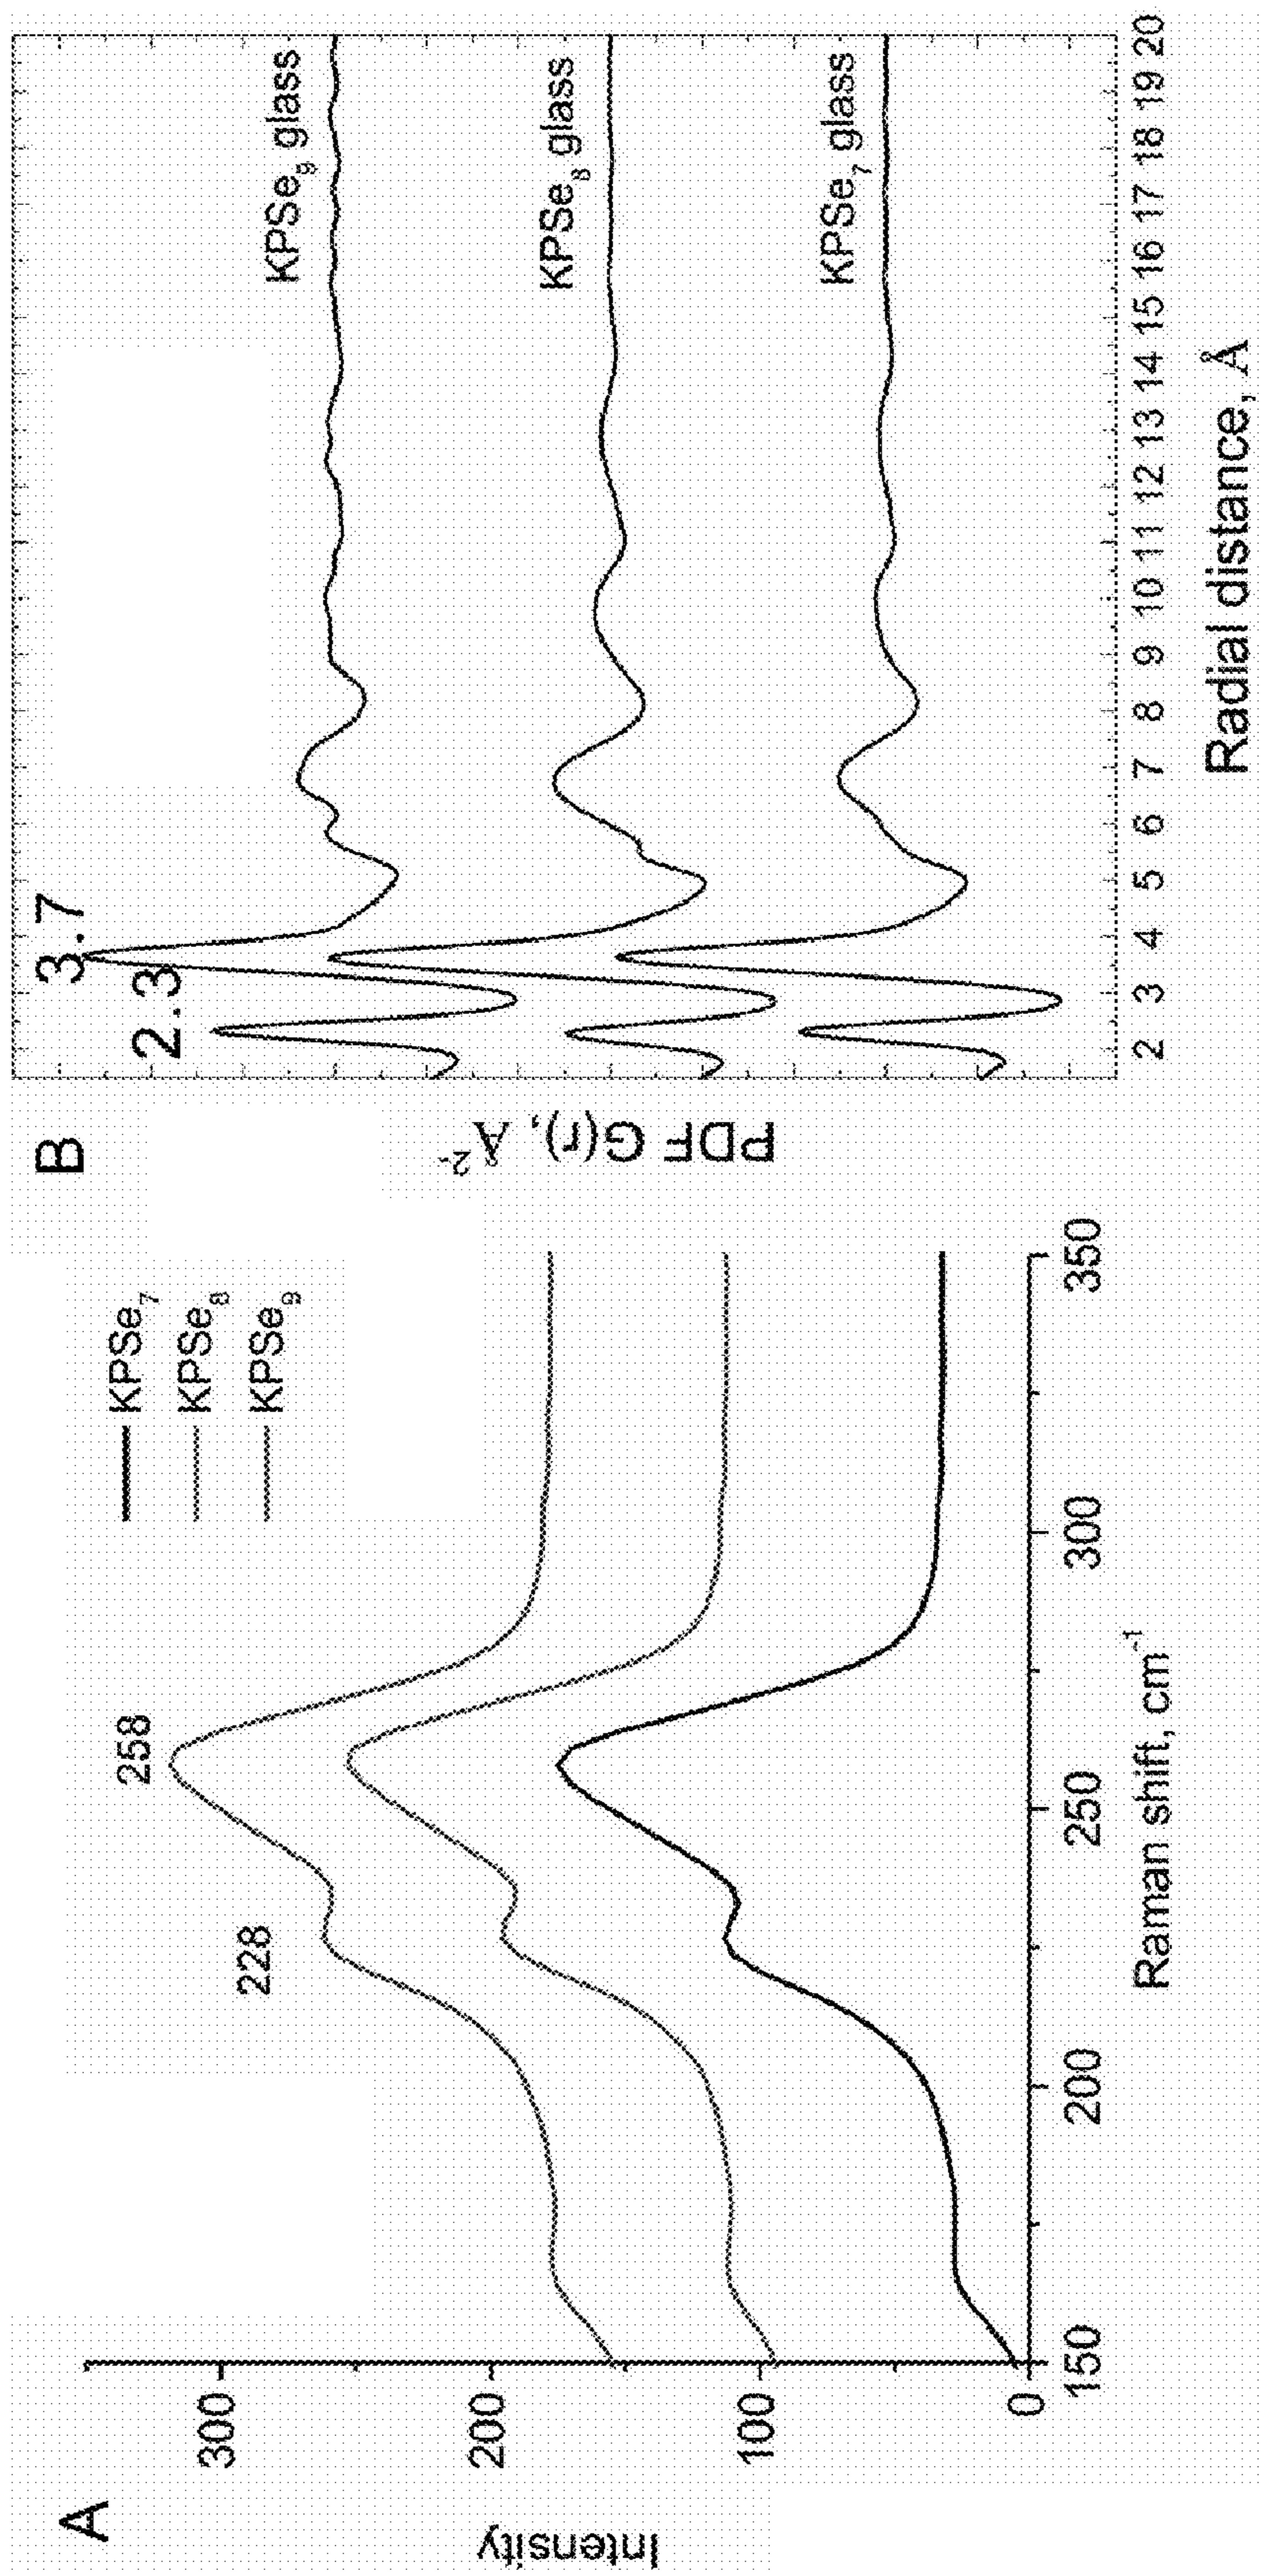 A
Intensity
300
200
100
0
150
200
250
300
350
Raman shift, cm⁻¹
228
258
KPSe₇
KPSe₈
KPSe₉
B
PDF G(r), Å²⁻
2.3
3.7
KPSe₉ glass
KPSe₈ glass
KPSe₇ glass
2 3 4 5 6 7 8 9 10 11 12 13 14 15 16 17 18 19 20
Radial distance, Å